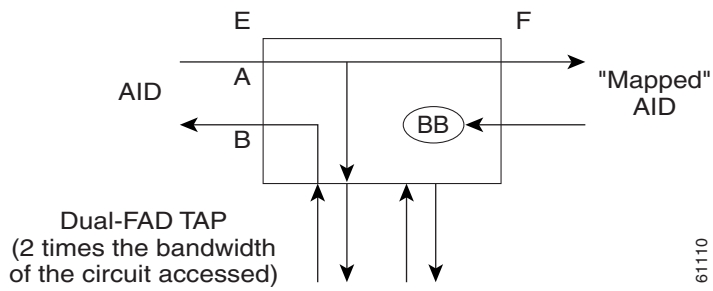 E
F
A
AID
"Mapped"
AID
BB
B
Dual-FAD TAP
(2 times the bandwidth
of the circuit accessed)
61110